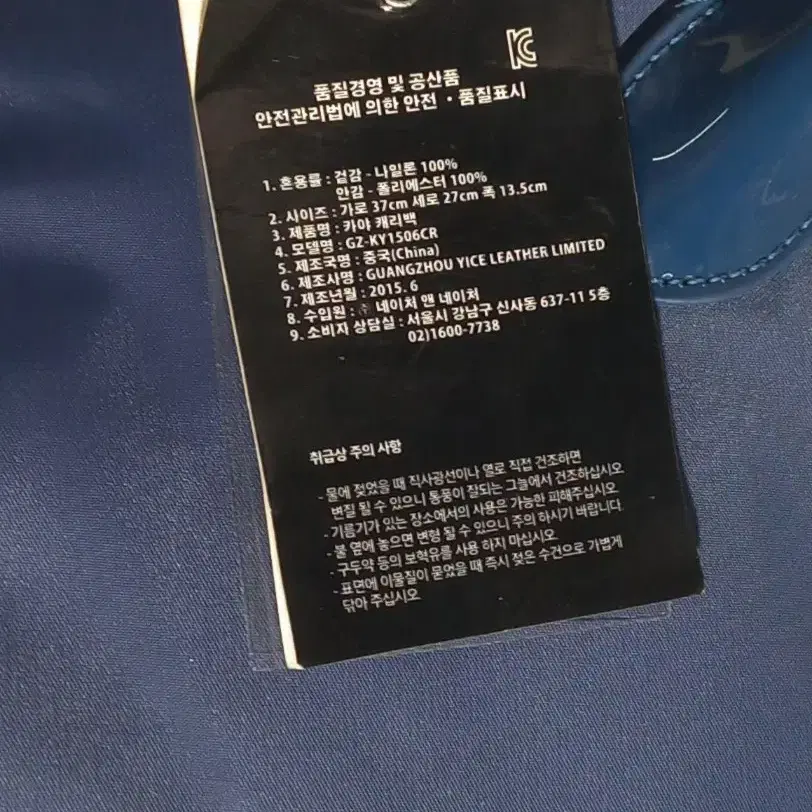 품질경영 및 공산품
안전관리법에 의한 안전 · 품질표시
1. 혼용률 : 겉감 - 나일론 100%
안감 - 폴리에스터 100%
2. 사이즈 : 가로 37cm 세로 27cm 폭 13.5cm
3. 제품명 : 카야 캐리백
4. 모델명 : GZ-KY1506CR
5. 제조국명 : 중국(China)
6. 제조사명 : GUANGZHOU YICE LEATHER LIMITED
7. 제조년월 : 2015. 6
8. 수입원 : ㈜ 네이처 앤 네이처
9. 소비자 상담실 : 서울시 강남구 신사동 637-11 5층
02)1600-7738
취급상 주의 사항
- 물에 젖었을 때 직사광선이나 열로 직접 건조하면
변질 될 수 있으니 통풍이 잘되는 그늘에서 건조하십시오
- 기름기가 있는 장소에서의 사용은 가능한 피해주십시오
- 불 옆에 놓으면 변형 될 수 있으니 주의 하시기 바랍니다.
- 구두약 등의 보혁유를 사용 하지 마십시오
- 표면에 이물질이 묻었을 때 즉시 젖은 수건으로 가볍게
닦아 주십시오